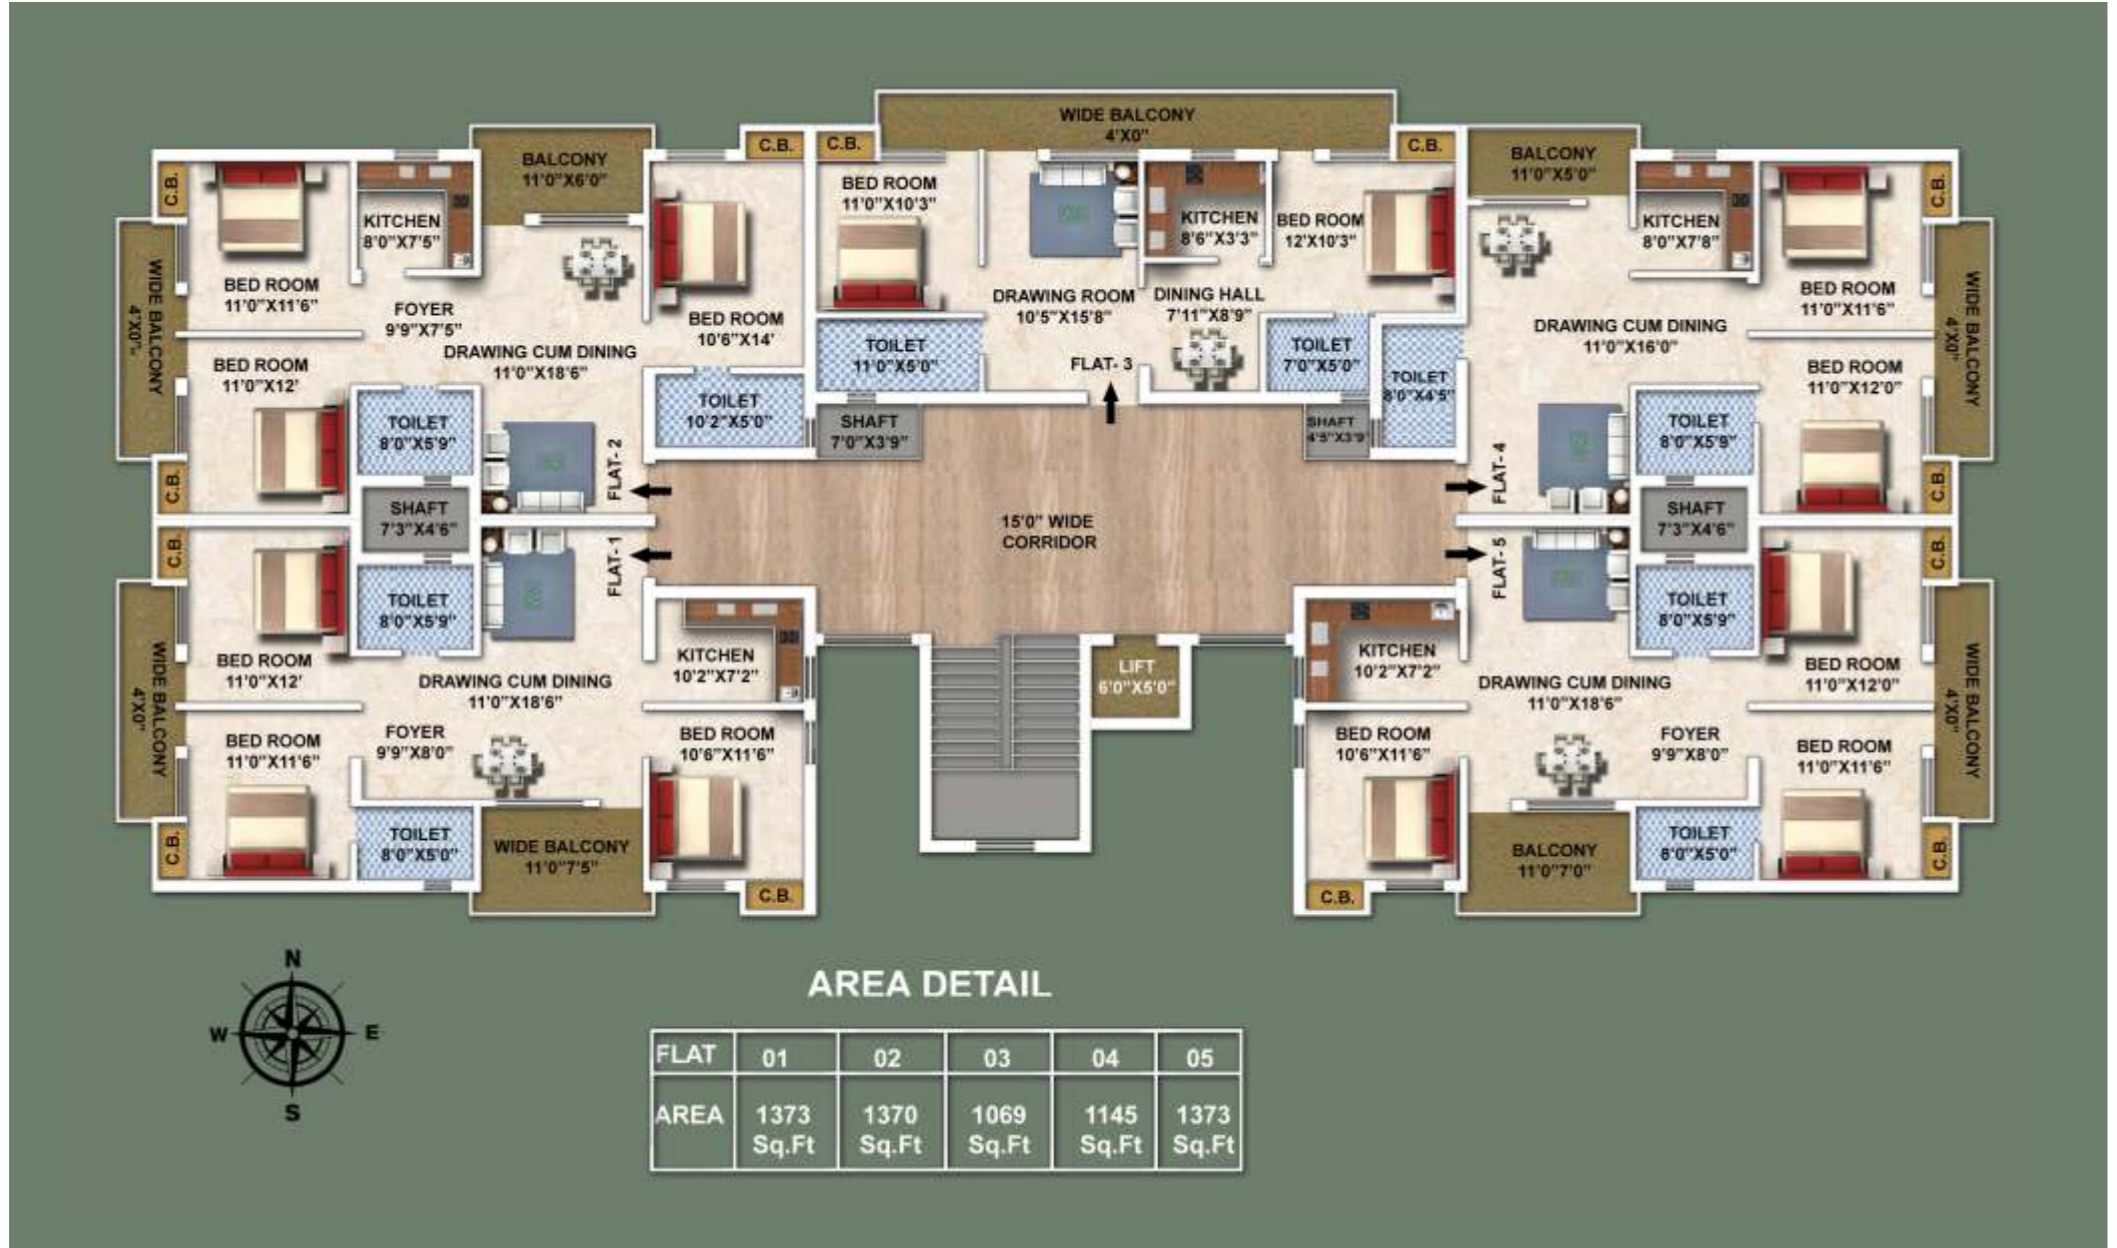 WIDE BALCONY
4'X0"
C.B.
C.B.
C.B.
BALCONY
11'0"X6'0"
BALCONY
11'0"X5'0"
C.B.
BED ROOM
11'0"X11'6"
KITCHEN
8'0"X7'5"
FOYER
9'9"X7'5"
BED ROOM
10'6"X14'
DRAWING CUM DINING
11'0"X18'6"
WIDE BALCONY
4'X0"-
BED ROOM
11'0"X12'
TOILET
8'0"X5'9"
TOILET
10'2"X5'0"
FLAT- 2
C.B.
SHAFT
7'3"X4'6"
BED ROOM
11'0"X10'3"
DRAWING ROOM
10'5"X15'8"
KITCHEN
8'6"X3'3"
BED ROOM
12'X10'3"
DINING HALL
7'11"X8'9"
TOILET
11'0"X5'0"
FLAT- 3
TOILET
7'0"X5'0"
TOILET
8'0"X4'5"
SHAFT
7'0"X3'9"
SHAFT
4'5"X3'9"
15'0" WIDE
CORRIDOR
KITCHEN
8'0"X7'8"
C.B.
BED ROOM
11'0"X11'6"
DRAWING CUM DINING
11'0"X16'0"
WIDE BALCONY
4'X0"
BED ROOM
11'0"X12'0"
TOILET
8'0"X5'9"
FLAT- 4
C.B.
SHAFT
7'3"X4'6"
C.B.
FLAT- 1
TOILET
8'0"X5'9"
BED ROOM
11'0"X12'
WIDE BALCONY
4'X0"
KITCHEN
10'2"X7'2"
DRAWING CUM DINING
11'0"X18'6"
FOYER
9'9"X8'0"
BED ROOM
11'0"X11'6"
BED ROOM
10'6"X11'6"
TOILET
8'0"X5'0"
WIDE BALCONY
11'0"7'5"
C.B.
C.B.
LIFT
6'0"X5'0"
FLAT- 5
C.B.
TOILET
8'0"X5'9"
KITCHEN
10'2"X7'2"
BED ROOM
11'0"X12'0"
WIDE BALCONY
4'X0"
DRAWING CUM DINING
11'0"X18'6"
BED ROOM
10'6"X11'6"
FOYER
9'9"X8'0"
BED ROOM
11'0"X11'6"
BALCONY
11'0"7'0"
TOILET
8'0"X5'0"
C.B.
C.B.
N
W
E
S
AREA DETAIL
FLAT 01 02 03 04 05
AREA 1373 Sq.Ft 1370 Sq.Ft 1069 Sq.Ft 1145 Sq.Ft 1373 Sq.Ft